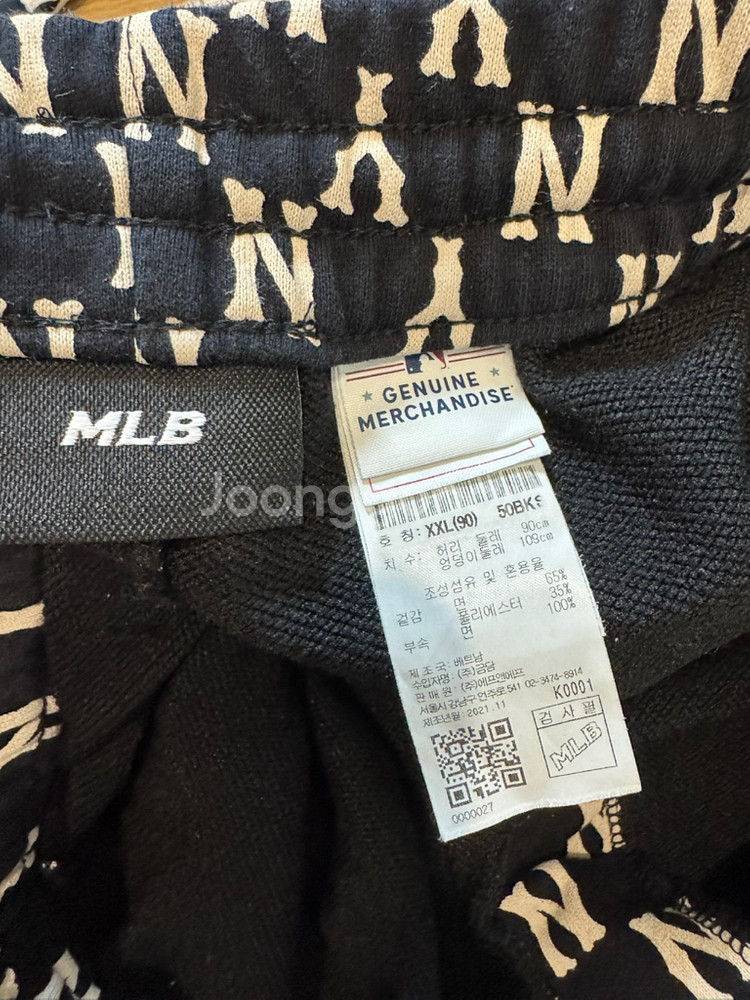 MLB
GENUINE
MERCHANDISE
Joong
호 칭: XXL(90) 50BKS
치 수: 허리 둘레 90cm
엉덩이둘레 109cm
조성섬유 및 혼용율
겉감 면 65%
폴리에스터 35%
부속 면 100%
제 조 국: 베트남
수입자명: (주)금당
판 매 원: (주)에프앤에프
서울시 강남구 언주로 541 02-3474-8914
제조년월: 2021.11 K0001
검 사 필
MLB
0000027